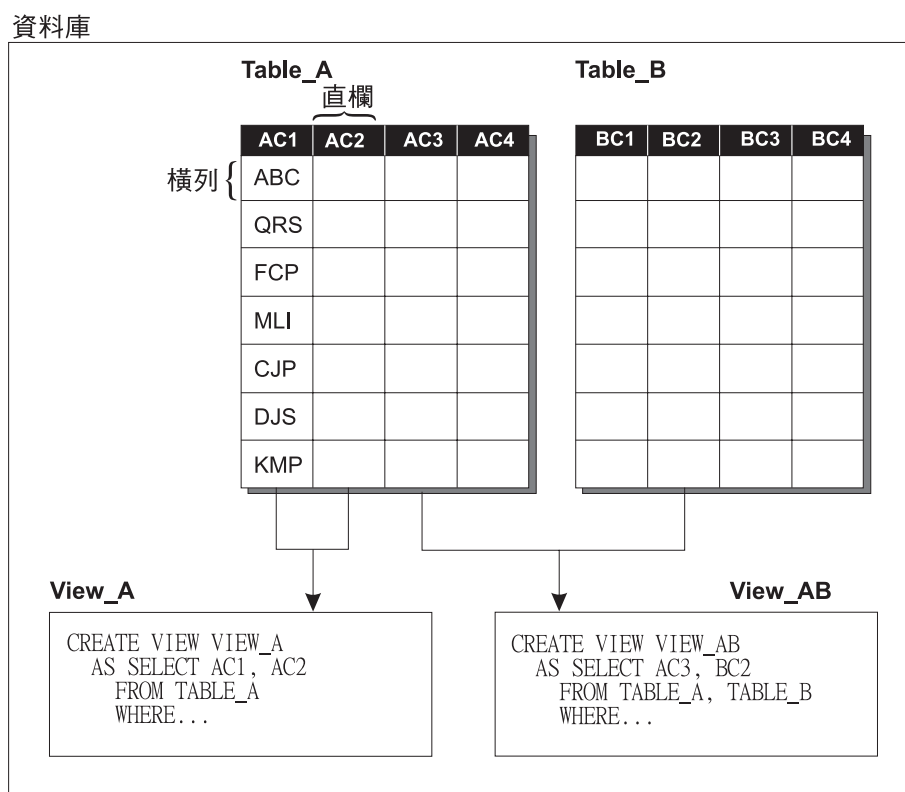 資料庫
Table_A
Table_B
直欄
AC1 AC2 AC3 AC4
BC1 BC2 BC3 BC4
橫列
ABC
QRS
FCP
MLI
CJP
DJS
KMP
View_A
View_AB
CREATE VIEW VIEW_A
AS SELECT AC1, AC2
FROM TABLE_A
WHERE...
CREATE VIEW VIEW_AB
AS SELECT AC3, BC2
FROM TABLE_A, TABLE_B
WHERE...